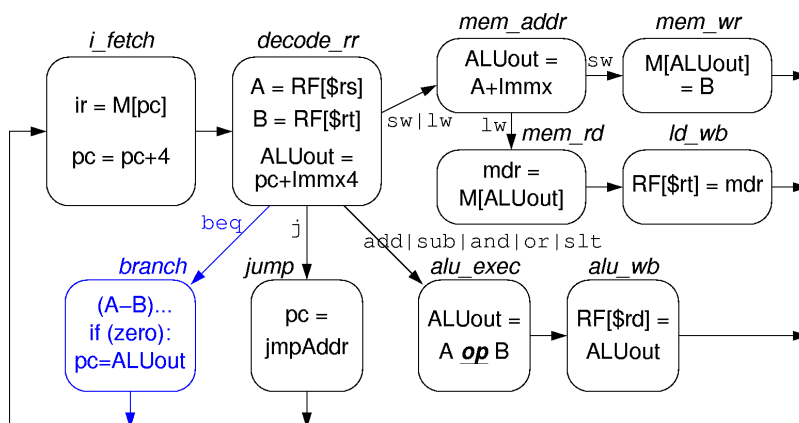 i_fetch
ir = M[pc]
pc = pc+4
decode_rr
A = RF[$rs]
B = RF[$rt]
ALUout =
pc+Immx4
sw|lw
mem_addr
ALUout =
A+Immx
sw
mem_wr
M[ALUout]
= B
lw
mem_rd
mdr =
M[ALUout]
ld_wb
RF[$rt] = mdr
beq
j
add|sub|and|or|slt
branch
(A−B)...
if (zero):
pc=ALUout
jump
pc =
jmpAddr
alu_exec
ALUout =
A op B
alu_wb
RF[$rd] =
ALUout